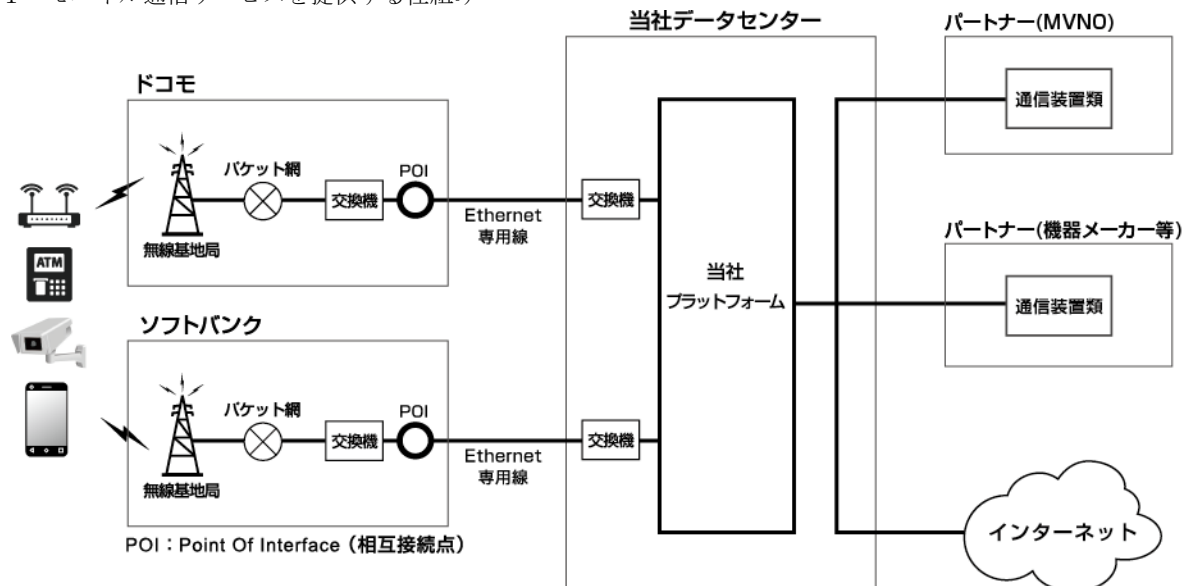 当社データセンター
パートナー(MVNO)
通信装置類
ドコモ
パケット網
POI
交換機
交換機
Ethernet
専用線
無線基地局
ATM
パートナー(機器メーカー等)
通信装置類
当社
プラットフォーム
ソフトバンク
パケット網
POI
交換機
交換機
Ethernet
専用線
無線基地局
インターネット
POI：Point Of Interface（相互接続点）